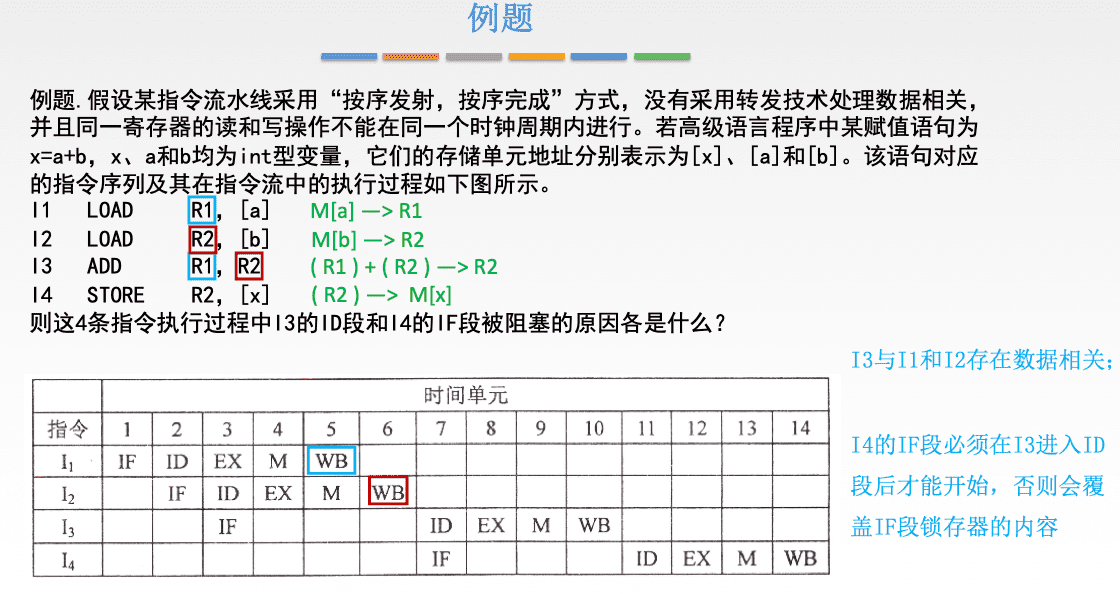 例题
例题.假设某指令流水线采用“按序发射，按序完成”方式，没有采用转发技术处理数据相关，
并且同一寄存器的读和写操作不能在同一个时钟周期内进行。若高级语言程序中某赋值语句为
x=a+b，x、a和b均为int型变量，它们的存储单元地址分别表示为[x]、[a]和[b]。该语句对应
的指令序列及其在指令流中的执行过程如下图所示。
I1 LOAD R1，[a] M[a] —> R1
I2 LOAD R2，[b] M[b] —> R2
I3 ADD R1，R2 ( R1 ) + ( R2 ) —> R2
I4 STORE R2，[x] ( R2 ) —> M[x]
则这4条指令执行过程中I3的ID段和I4的IF段被阻塞的原因各是什么？
I3与I1和I2存在数据相关；
I4的IF段必须在I3进入ID
段后才能开始，否则会覆
盖IF段锁存器的内容
时间单元
指令 1 2 3 4 5 6 7 8 9 10 11 12 13 14
I₁ IF ID EX M WB
I₂ IF ID EX M WB
I₃ IF ID EX M WB
I₄ IF ID EX M WB